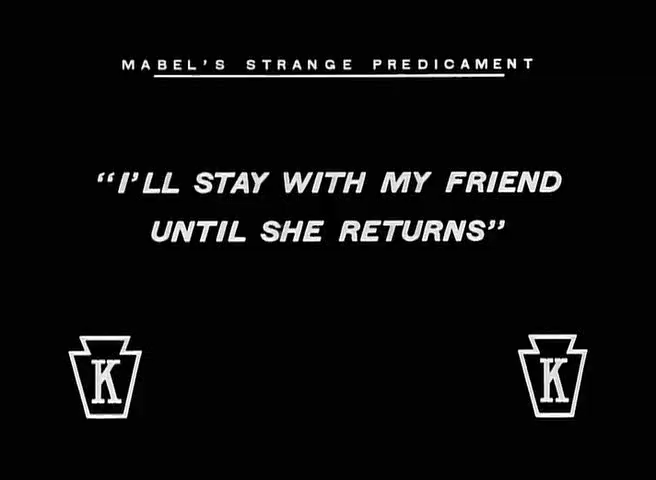 MABEL'S STRANGE PREDICAMENT
"I'LL STAY WITH MY FRIEND
UNTIL SHE RETURNS"
K K